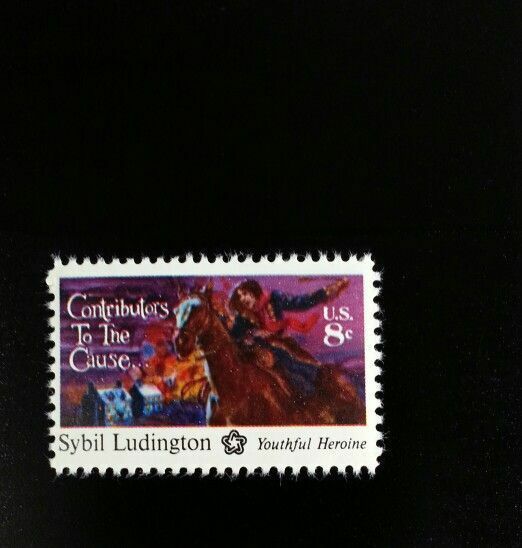 Contributors
To The
Cause...
U.S.
8c
Sybil Ludington Youthful Heroine